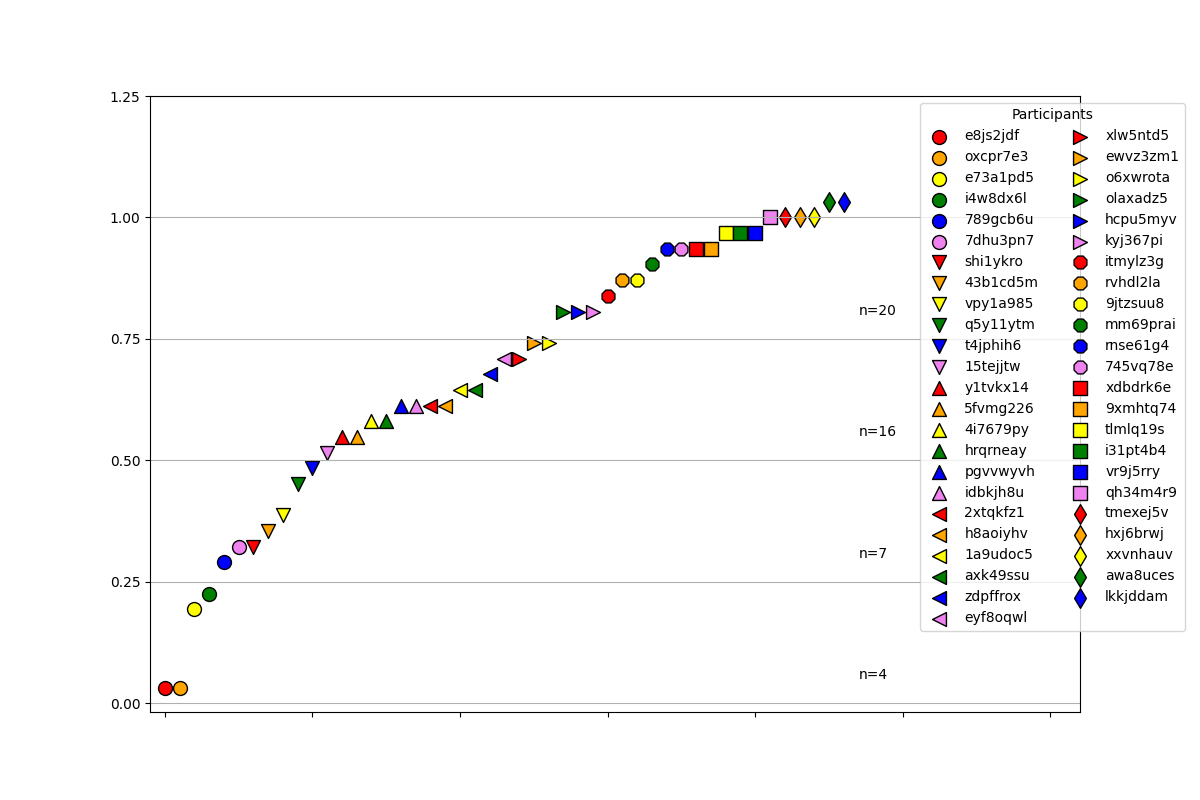 1.25
1.00
0.75
0.50
0.25
0.00
n=20
n=16
n=7
n=4
Participants
e8js2jdf
oxcpr7e3
e73a1pd5
i4w8dx6l
789gcb6u
7dhu3pn7
shi1ykro
43b1cd5m
vpy1a985
q5y11ytm
t4jphih6
15tejjtw
y1tvkx14
5fvmg226
4i7679py
hrqrneay
pgvvwyvh
idbkjh8u
2xtqkfz1
h8aoiyhv
1a9udoc5
axk49ssu
zdpffrox
eyf8oqwl
xlw5ntd5
ewvz3zm1
o6xwrota
olaxadz5
hcpu5myv
kyj367pi
itmylz3g
rvhdl2la
9jtzsuu8
mm69prai
rnse61g4
745vq78e
xdbdrk6e
9xmhtq74
tlmlq19s
i31pt4b4
vr9j5rry
qh34m4r9
tmexej5v
hxj6brwj
xxvnhauv
awa8uces
lkkjddam